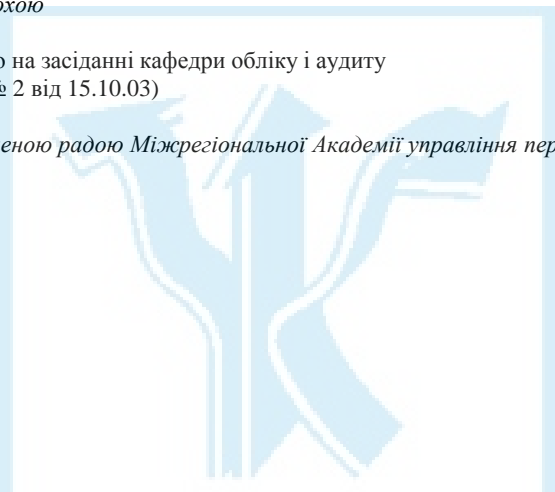 охою
о на засіданні кафедри обліку і аудиту
№ 2 від 15.10.03)
еною радою Міжрегіональної Академії управління пер